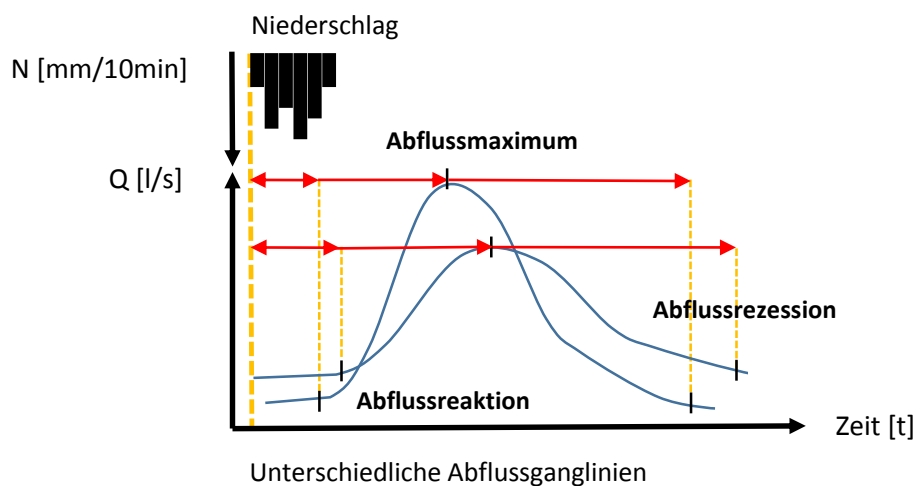 Niederschlag
N [mm/10min]
Abflussmaximum
Q [l/s]
Abflussrezession
Abflussreaktion
Zeit [t]
Unterschiedliche Abflussganglinien